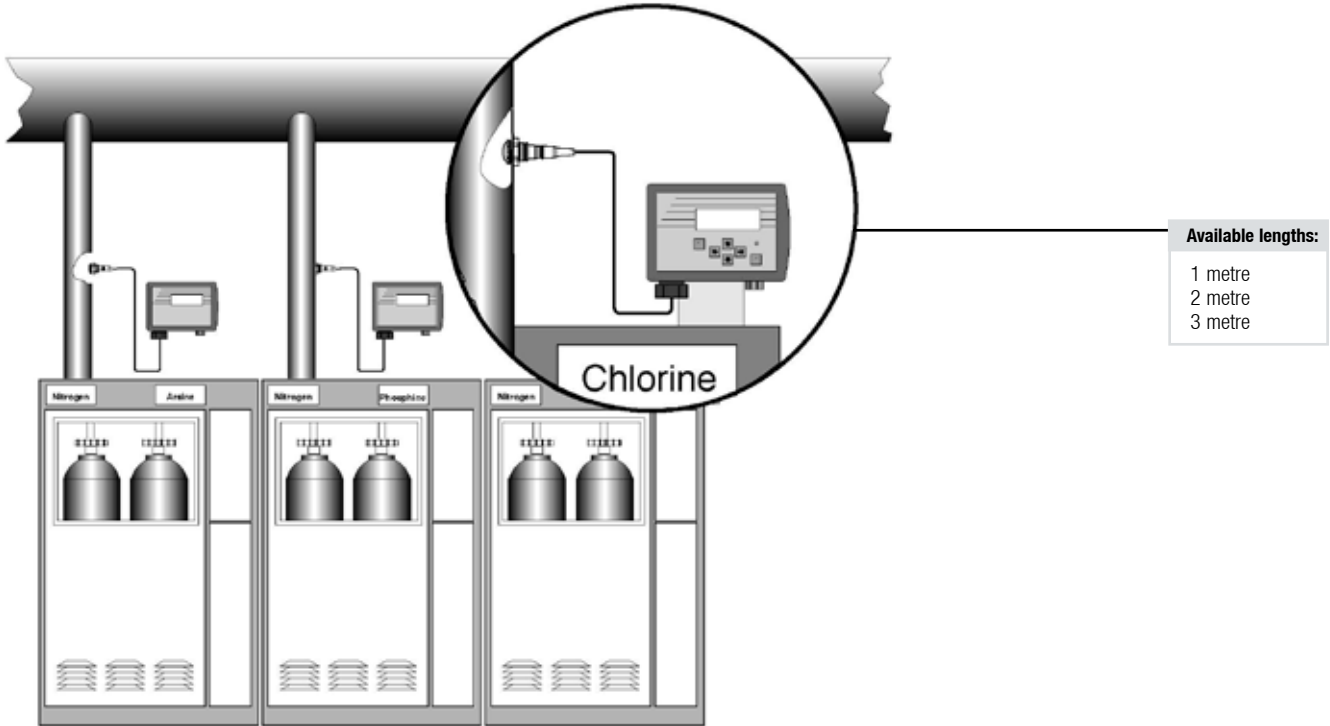 Chlorine
Available lengths:
1 metre
2 metre
3 metre
Nitrogen
Arsine
Nitrogen
Phosphine
Nitrogen